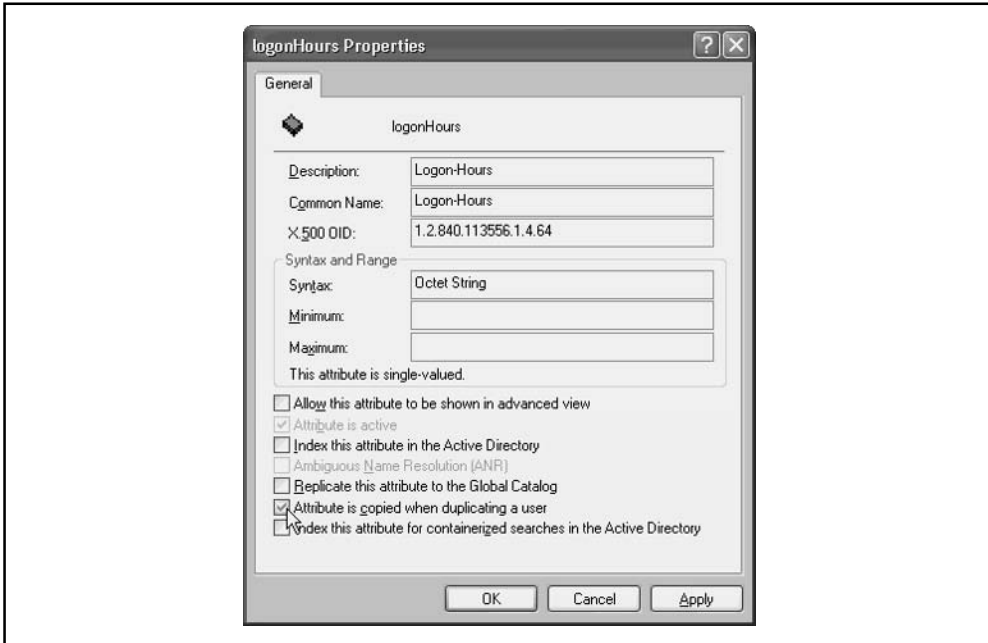 logonHours Properties
General
logonHours
Description: Logon-Hours
Common Name: Logon-Hours
X.500 OID: 1.2.840.113556.1.4.64
Syntax and Range
Syntax: Octet String
Minimum:
Maximum:
This attribute is single-valued.
Allow this attribute to be shown in advanced view
Attribute is active
Index this attribute in the Active Directory
Ambiguous Name Resolution (ANR)
Replicate this attribute to the Global Catalog
Attribute is copied when duplicating a user
Index this attribute for containerized searches in the Active Directory
OK Cancel Apply